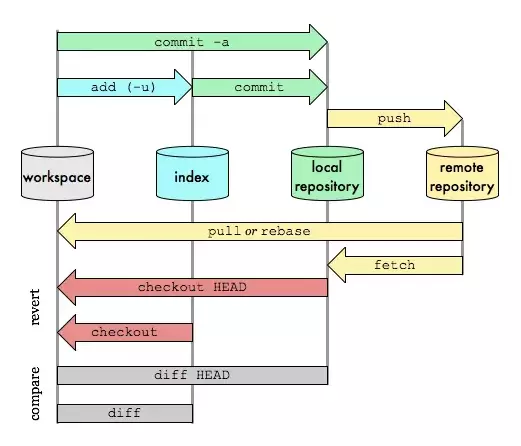 commit -a
add (-u)
commit
push
workspace
index
local
repository
remote
repository
pull or rebase
fetch
revert
checkout HEAD
checkout
compare
diff HEAD
diff